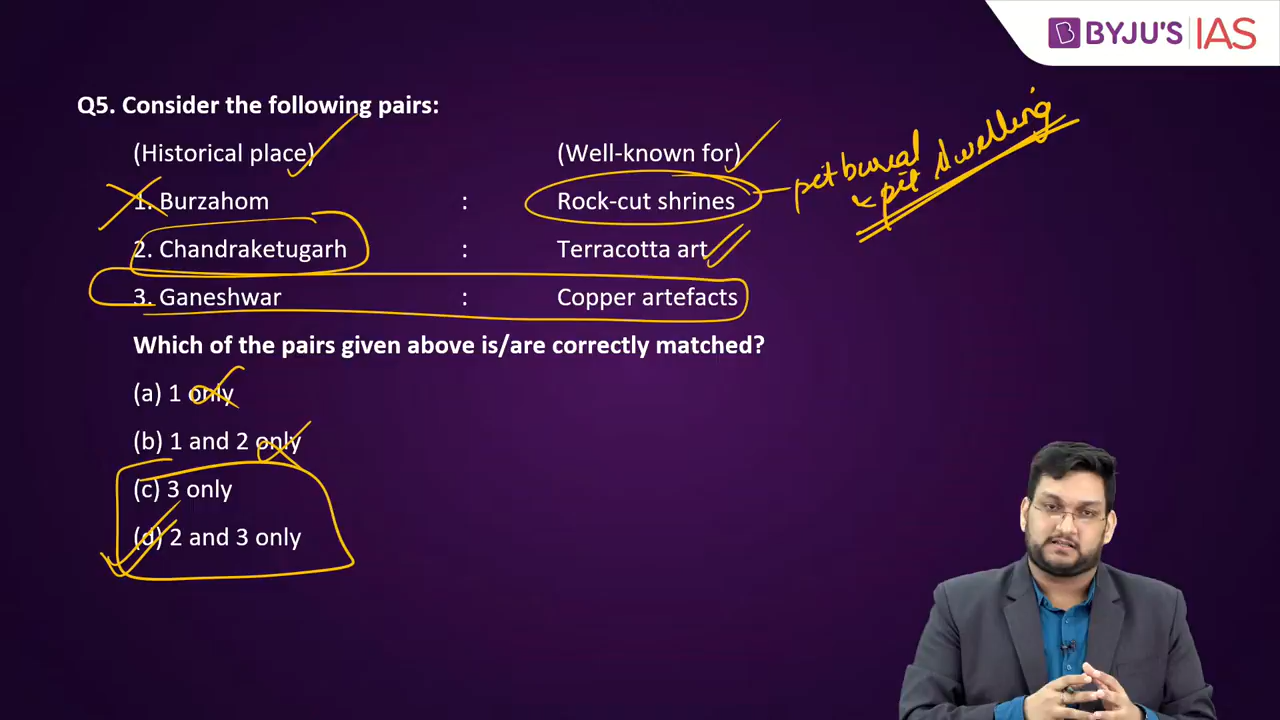 BYJU'S IAS
Q5. Consider the following pairs:
(Historical place) (Well-known for)
1. Burzahom : Rock-cut shrines
pit burial
& pit dwelling
2. Chandraketugarh : Terracotta art
3. Ganeshwar : Copper artefacts
Which of the pairs given above is/are correctly matched?
(a) 1 only
(b) 1 and 2 only
(c) 3 only
(d) 2 and 3 only